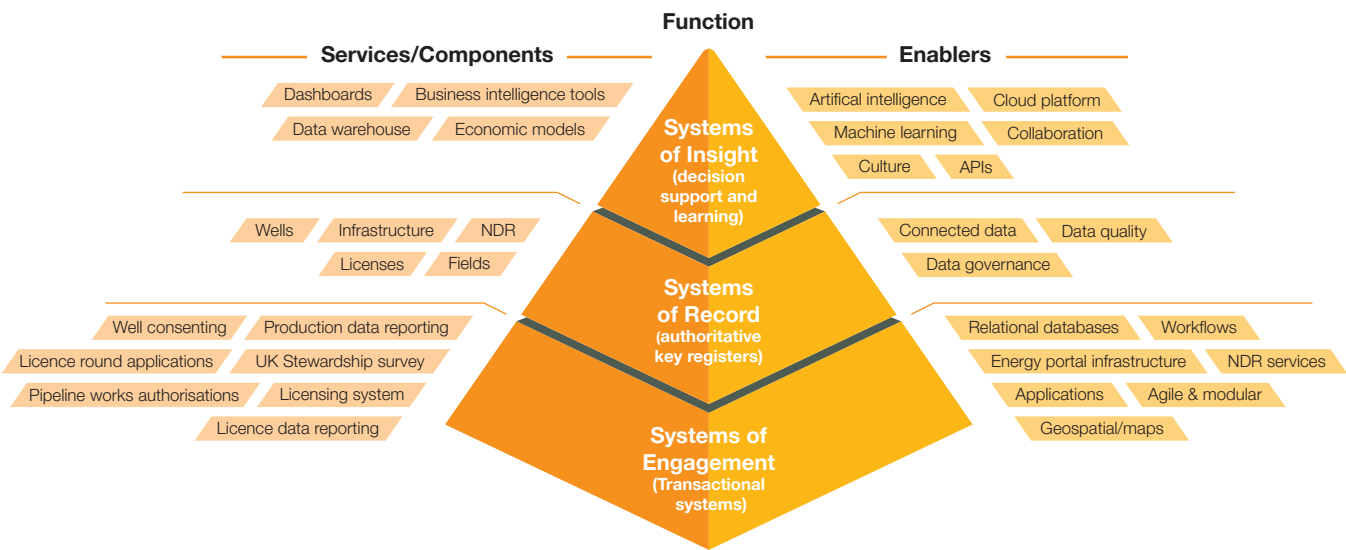 Function
Services/Components
Enablers
Dashboards
Business intelligence tools
Data warehouse
Economic models
Systems
of Insight
(decision
support and
learning)
Artifical intelligence
Cloud platform
Machine learning
Collaboration
Culture
APIs
Wells
Infrastructure
NDR
Licenses
Fields
Systems
of Record
(authoritative
key registers)
Connected data
Data quality
Data governance
Well consenting
Production data reporting
Licence round applications
UK Stewardship survey
Pipeline works authorisations
Licensing system
Licence data reporting
Systems of
Engagement
(Transactional
systems)
Relational databases
Workflows
Energy portal infrastructure
NDR services
Applications
Agile & modular
Geospatial/maps